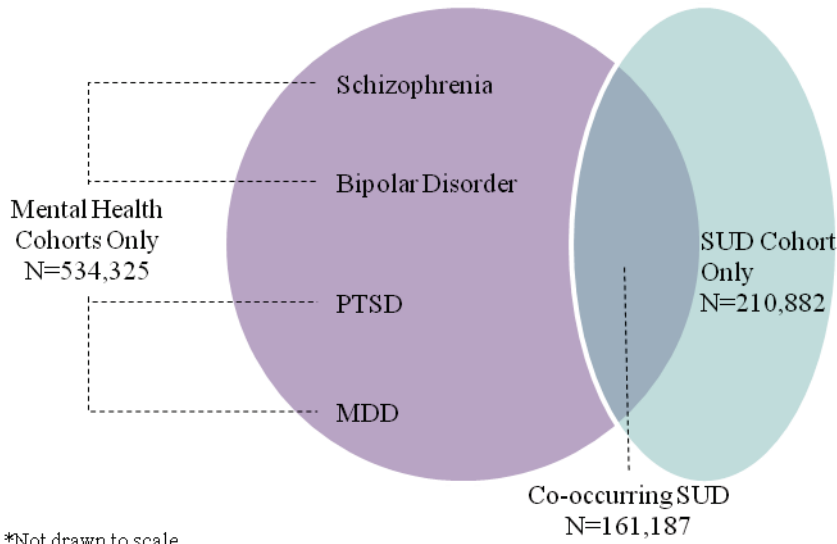 Schizophrenia
Bipolar Disorder
Mental Health
Cohorts Only
N=534,325
SUD Cohort
Only
N=210,882
PTSD
MDD
Co-occurring SUD
N=161,187
*Not drawn to scale